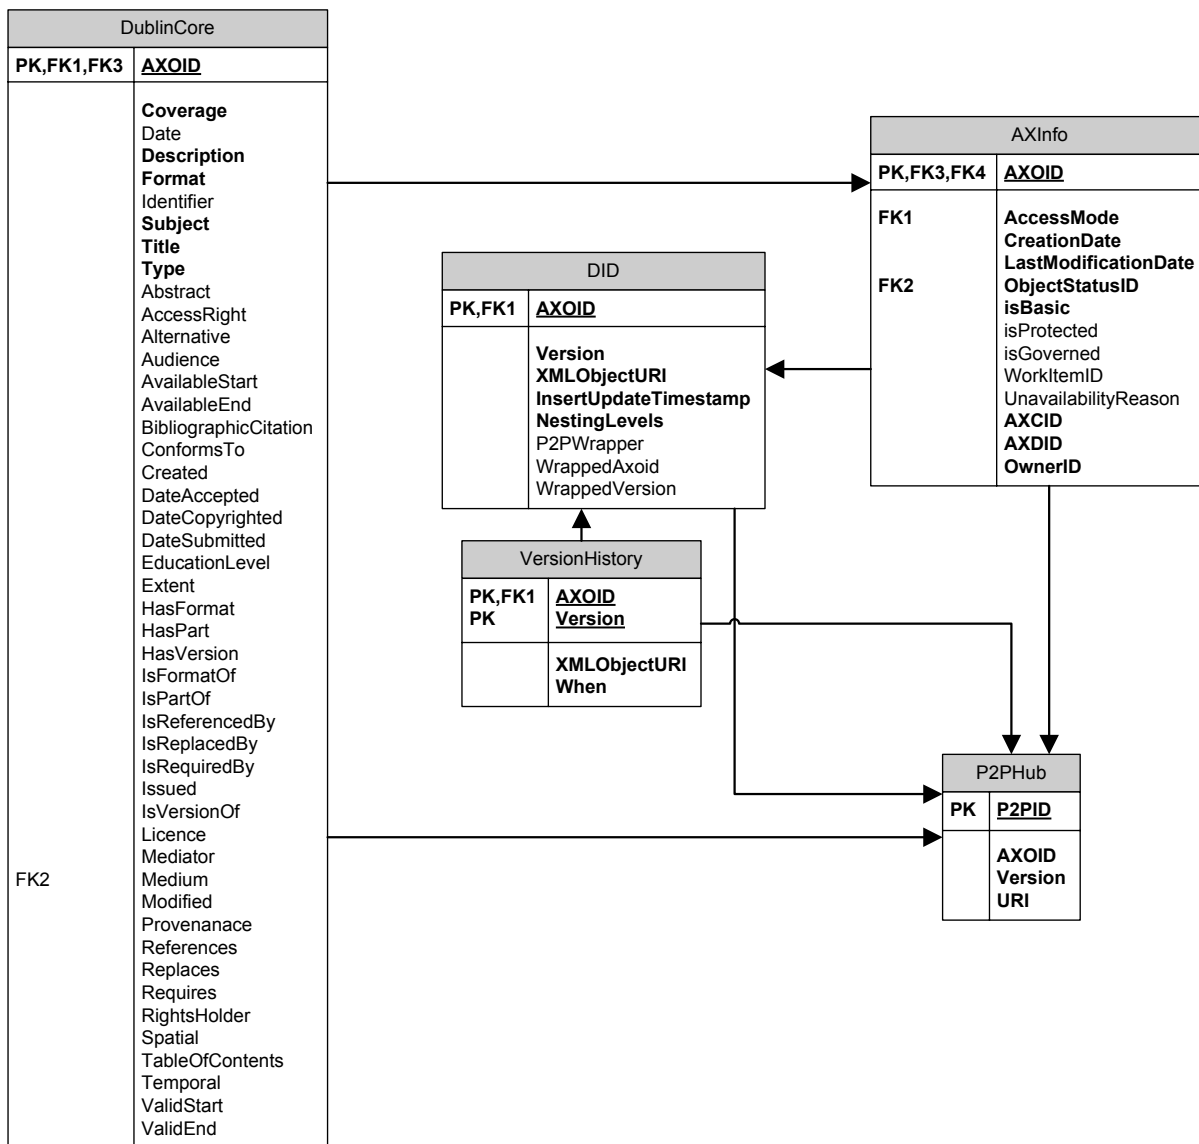 DublinCore
PK,FK1,FK3 AXOID
Coverage
Date
Description
Format
Identifier
Subject
Title
Type
Abstract
AccessRight
Alternative
Audience
AvailableStart
AvailableEnd
BibliographicCitation
ConformsTo
Created
DateAccepted
DateCopyrighted
DateSubmitted
EducationLevel
Extent
HasFormat
HasPart
HasVersion
IsFormatOf
IsPartOf
IsReferencedBy
IsReplacedBy
IsRequiredBy
Issued
IsVersionOf
Licence
Mediator
FK2 Medium
Modified
Provenanace
References
Replaces
Requires
RightsHolder
Spatial
TableOfContents
Temporal
ValidStart
ValidEnd
AXInfo
PK,FK3,FK4 AXOID
FK1 AccessMode
CreationDate
LastModificationDate
FK2 ObjectStatusID
isBasic
isProtected
isGoverned
WorkItemID
UnavailabilityReason
AXCID
AXDID
OwnerID
DID
PK,FK1 AXOID
Version
XMLObjectURI
InsertUpdateTimestamp
NestingLevels
P2PWrapper
WrappedAxoid
WrappedVersion
VersionHistory
PK,FK1 AXOID
PK Version
XMLObjectURI
When
P2PHub
PK P2PID
AXOID
Version
URI